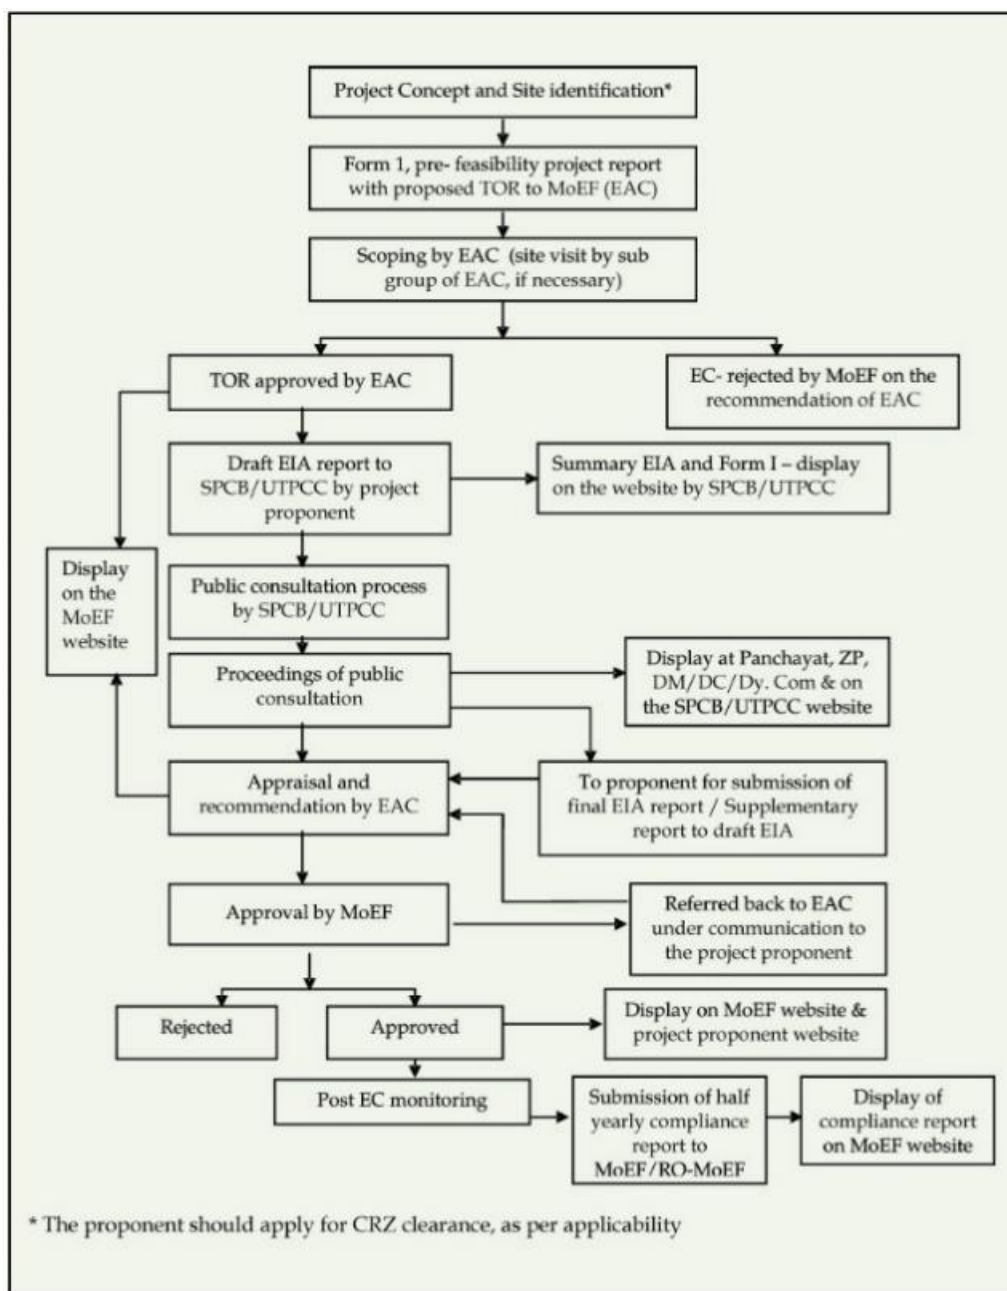 Project Concept and Site identification*
Form 1, pre- feasibility project report
with proposed TOR to MoEF (EAC)
Scoping by EAC (site visit by sub
group of EAC, if necessary)
TOR approved by EAC
EC- rejected by MoEF on the
recommendation of EAC
Draft EIA report to
SPCB/UTPCC by project
proponent
Summary EIA and Form I – display
on the website by SPCB/UTPCC
Display
on the
MoEF
website
Public consultation process
by SPCB/UTPCC
Proceedings of public
consultation
Display at Panchayat, ZP,
DM/DC/Dy. Com & on
the SPCB/UTPCC website
Appraisal and
recommendation by EAC
To proponent for submission of
final EIA report / Supplementary
report to draft EIA
Approval by MoEF
Referred back to EAC
under communication to
the project proponent
Rejected
Approved
Display on MoEF website &
project proponent website
Post EC monitoring
Submission of half
yearly compliance
report to
MoEF/RO-MoEF
Display of
compliance report
on MoEF website
* The proponent should apply for CRZ clearance, as per applicability